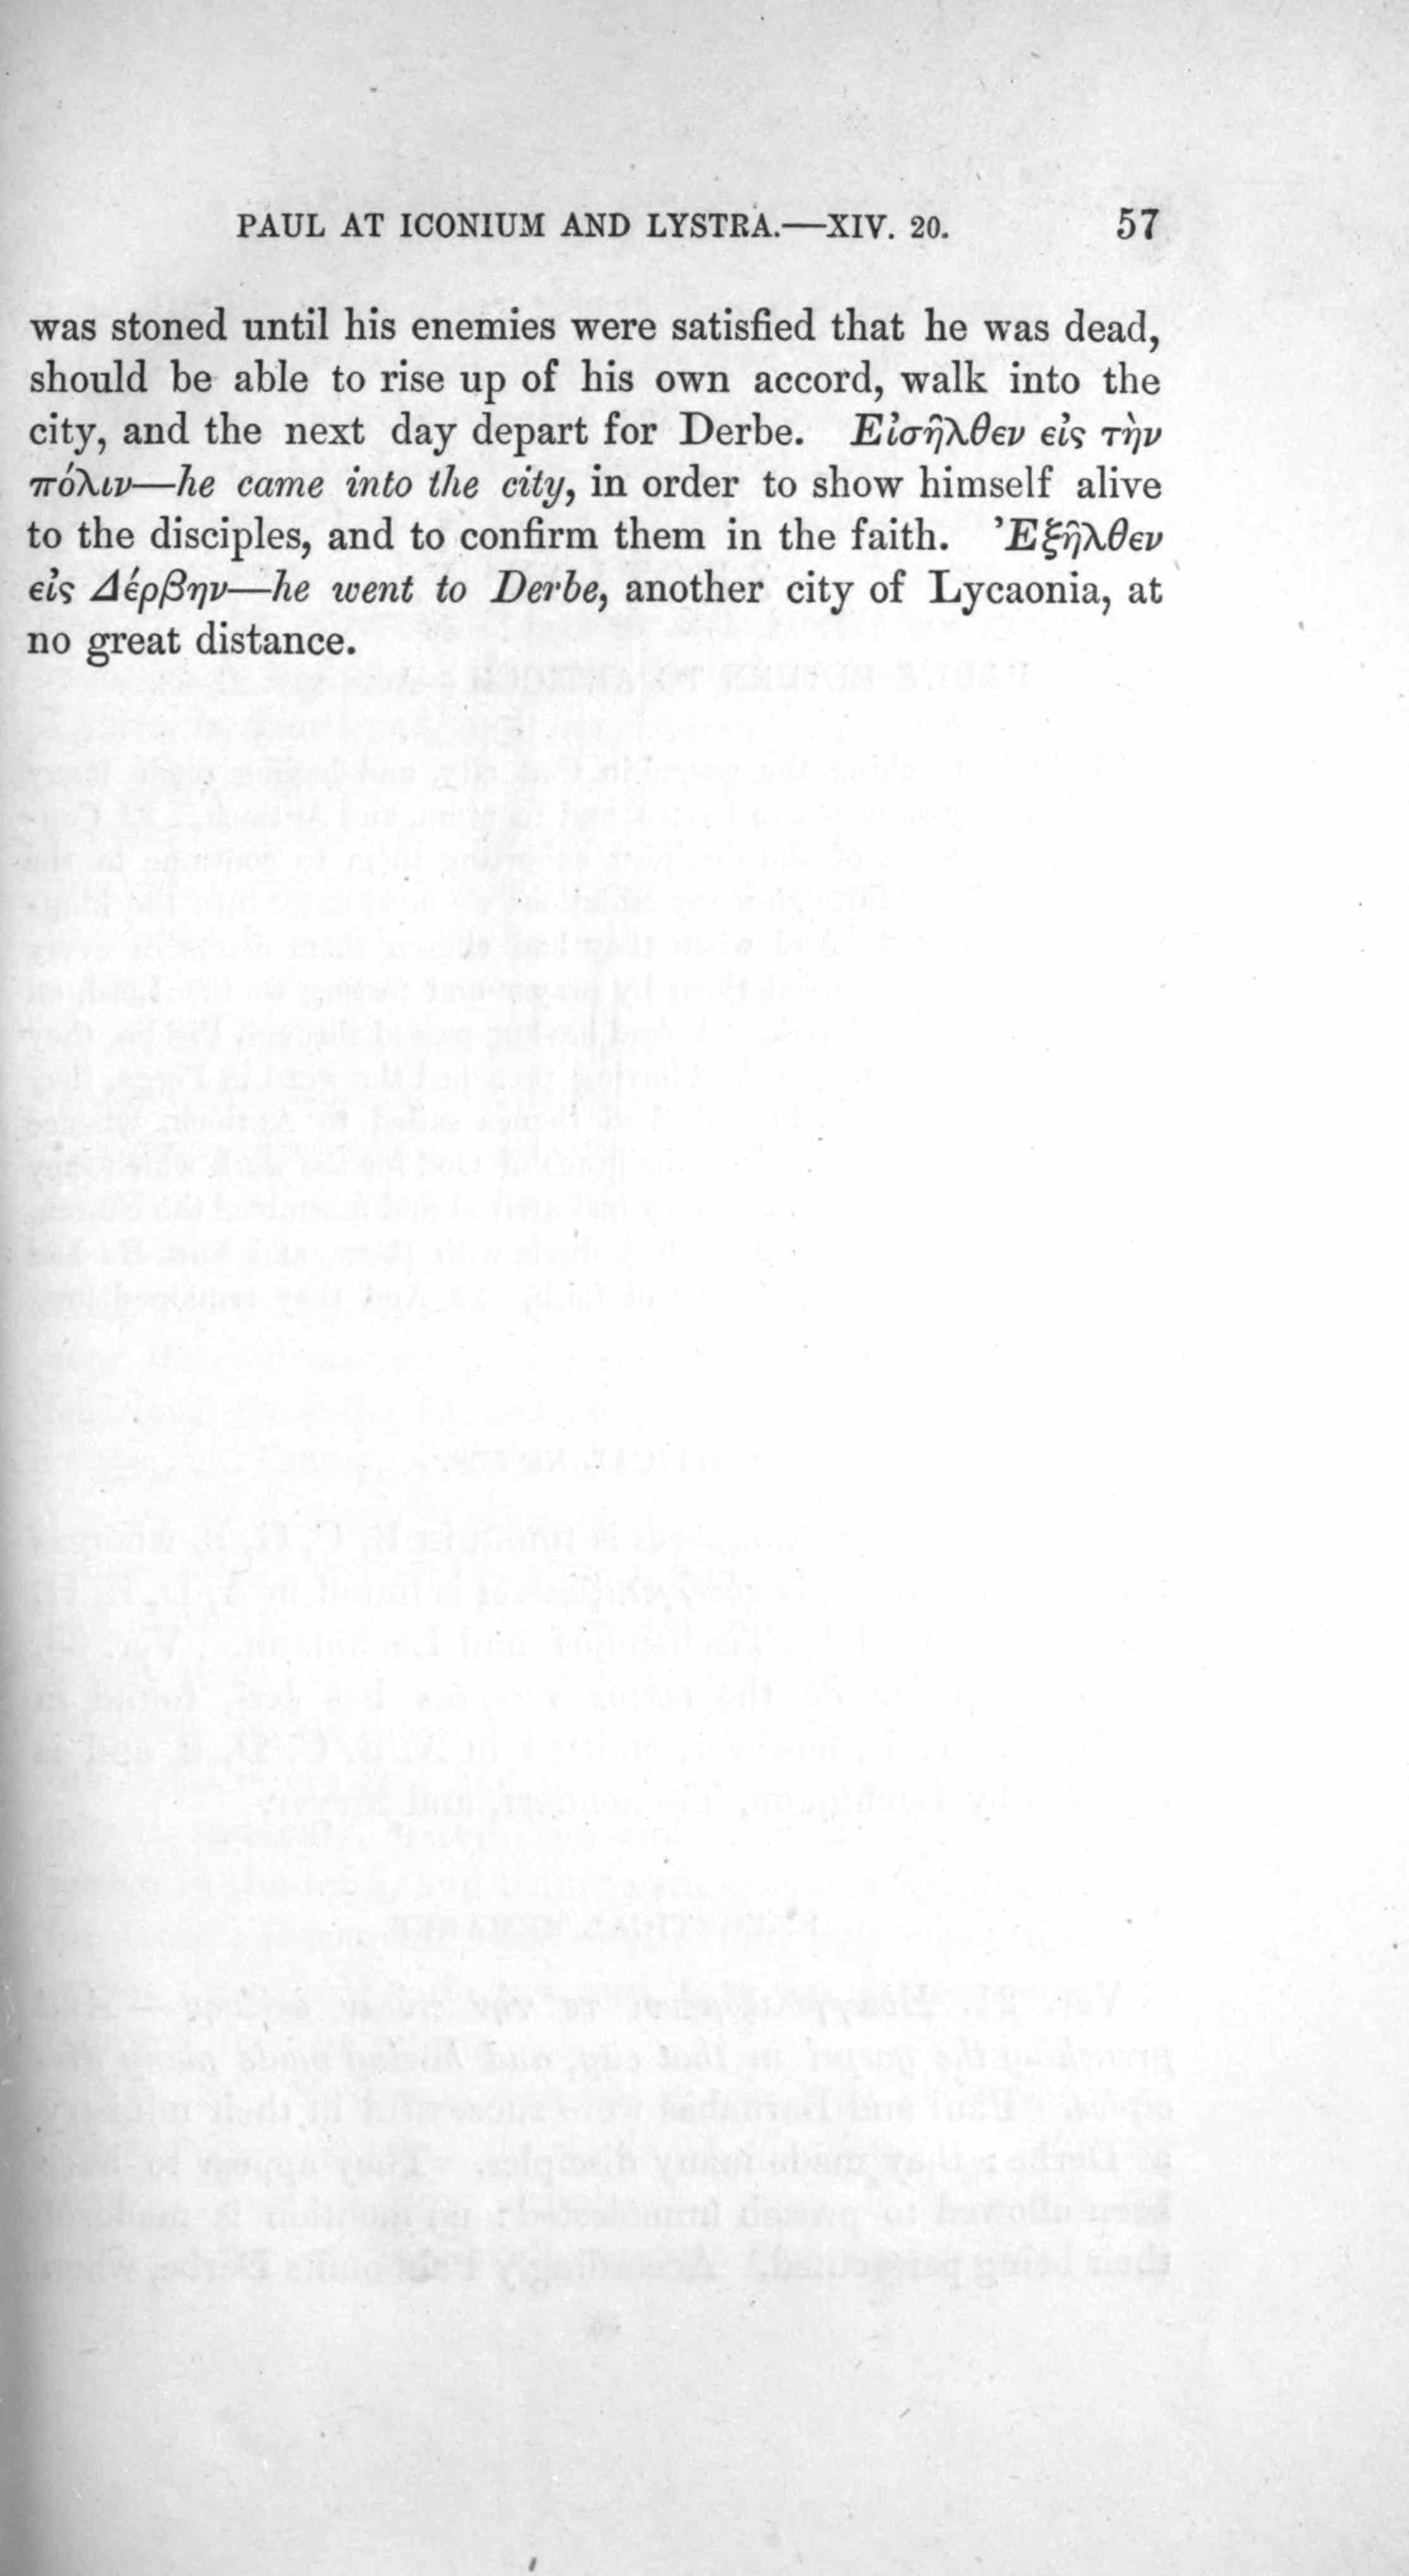 PAUL AT ICONIUM AND LYSTRA.—XIV. 20. 57
was stoned until his enemies were satisfied that he was dead,
should be able to rise up of his own accord, walk into the
city, and the next day depart for Derbe. Εἰσῆλθεν εἰς τὴν
πόλιν—he came into the city, in order to show himself alive
to the disciples, and to confirm them in the faith. Ἐξῆλθεν
εἰς Δέρβην—he went to Derbe, another city of Lycaonia, at
no great distance.